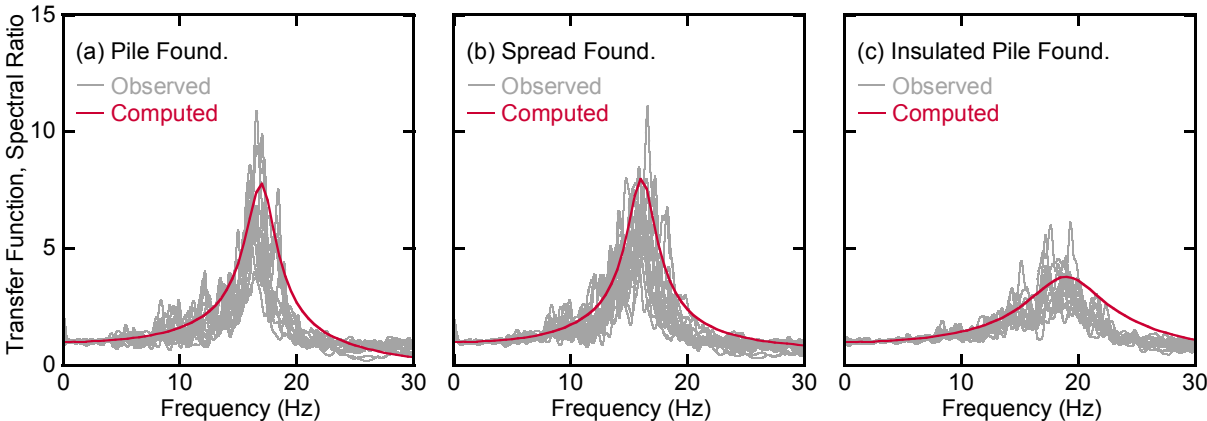 Transfer Function, Spectral Ratio
15
10
5
0
(a) Pile Found.
Observed
Computed
0 10 20 30
Frequency (Hz)
(b) Spread Found.
Observed
Computed
0 10 20 30
Frequency (Hz)
(c) Insulated Pile Found.
Observed
Computed
0 10 20 30
Frequency (Hz)